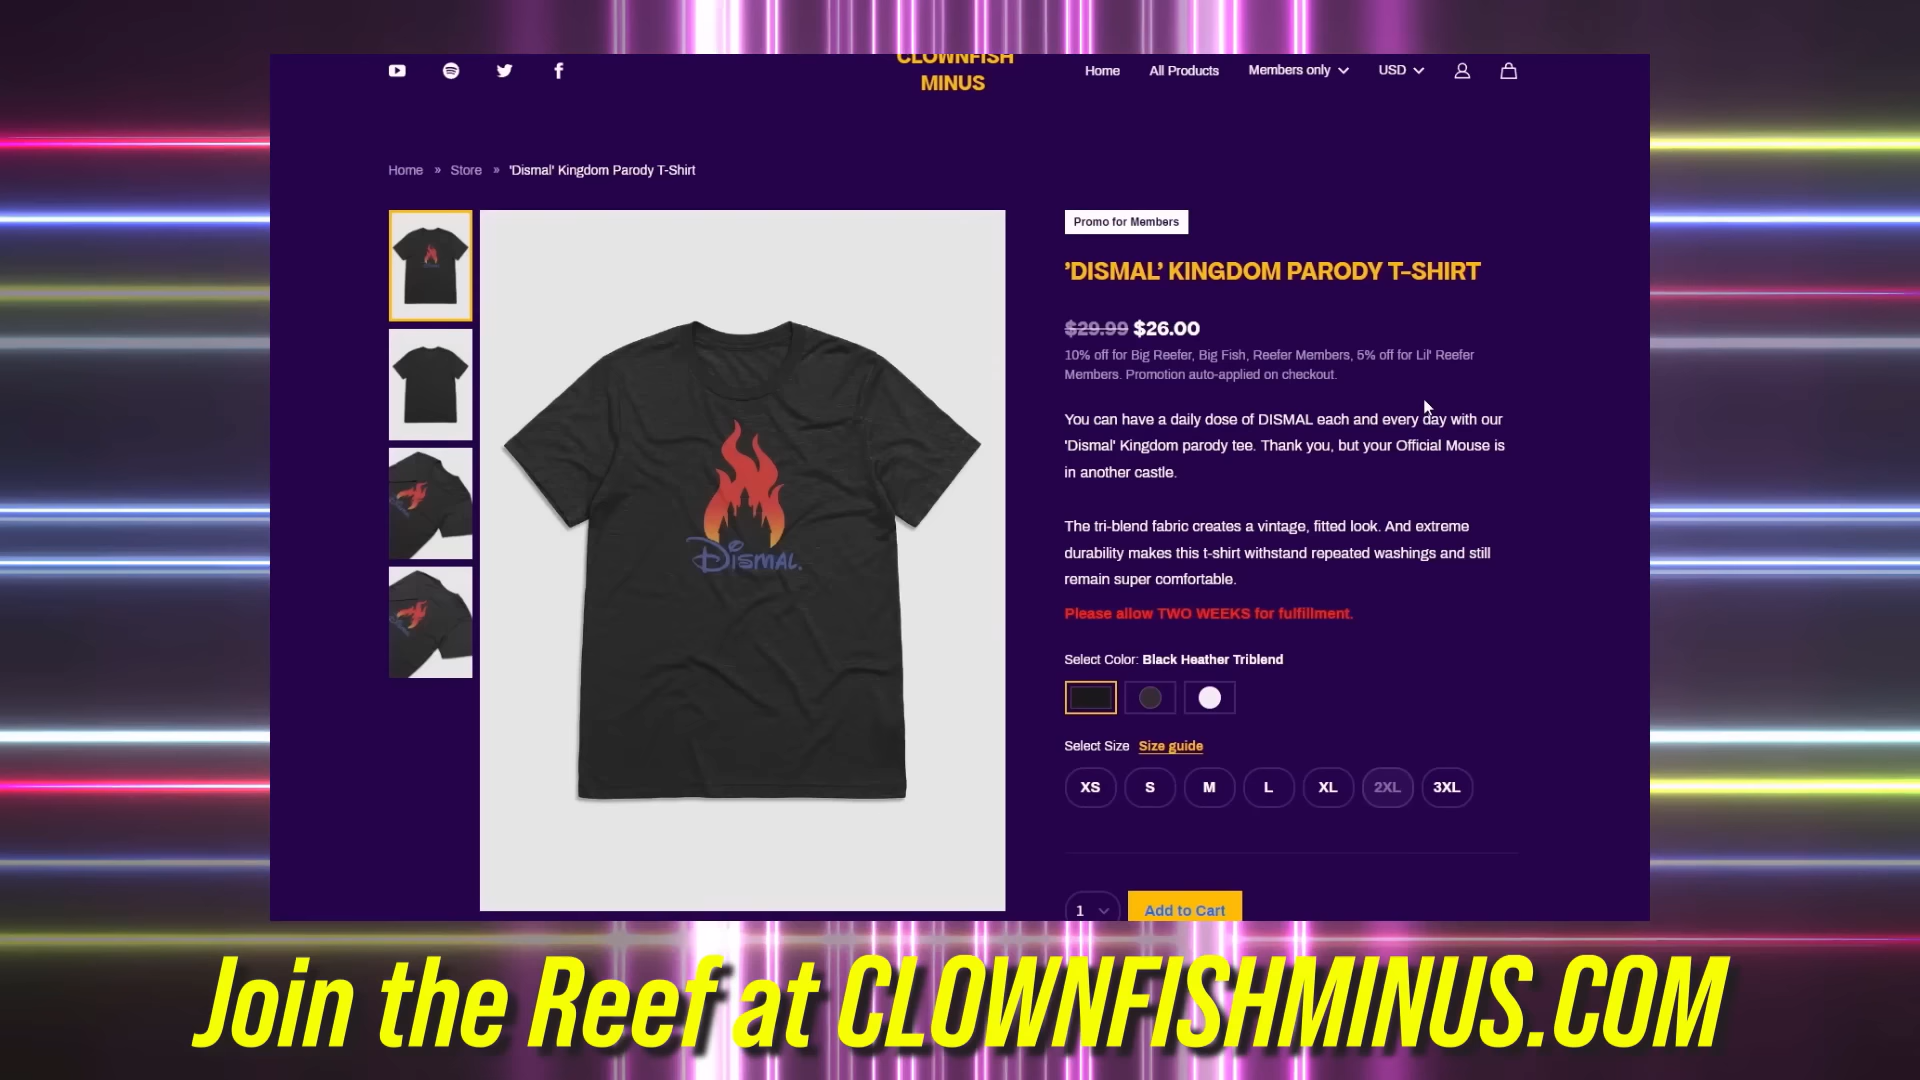 CLOWNFISH
MINUS
Home
All Products
Members only
USD
Home » Store » 'Dismal' Kingdom Parody T-Shirt
Promo for Members
'DISMAL' KINGDOM PARODY T-SHIRT
$29.99 $26.00
10% off for Big Reefer, Big Fish, Reefer Members, 5% off for Lil' Reefer
Members. Promotion auto-applied on checkout.
You can have a daily dose of DISMAL each and every day with our
'Dismal' Kingdom parody tee. Thank you, but your Official Mouse is
in another castle.
The tri-blend fabric creates a vintage, fitted look. And extreme
durability makes this t-shirt withstand repeated washings and still
remain super comfortable.
Please allow TWO WEEKS for fulfillment.
Select Color: Black Heather Triblend
Select Size Size guide
XS S M L XL 2XL 3XL
1
Add to Cart
Dismal.
Join the Reef at CLOWNFISHMINUS.COM